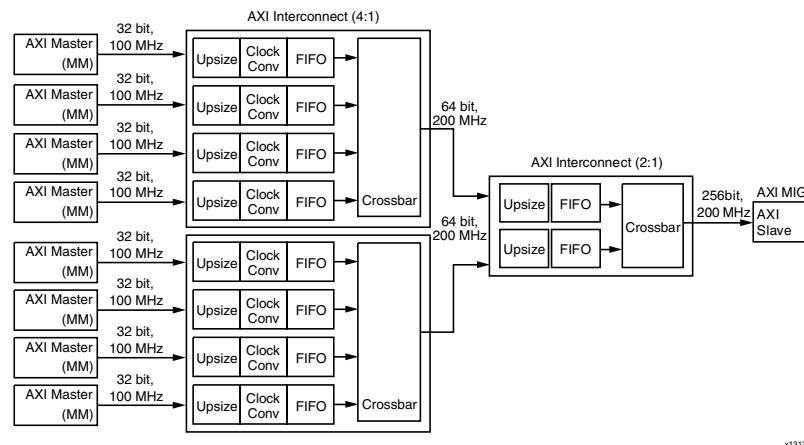 AXI Interconnect (4:1)
AXI Master
(MM)
32 bit,
100 MHz
Upsize
Clock
Conv
FIFO
AXI Master
(MM)
32 bit,
100 MHz
Upsize
Clock
Conv
FIFO
AXI Master
(MM)
32 bit,
100 MHz
Upsize
Clock
Conv
FIFO
AXI Master
(MM)
32 bit,
100 MHz
Upsize
Clock
Conv
FIFO
Crossbar
64 bit,
200 MHz
AXI Master
(MM)
32 bit,
100 MHz
Upsize
Clock
Conv
FIFO
AXI Master
(MM)
32 bit,
100 MHz
Upsize
Clock
Conv
FIFO
AXI Master
(MM)
32 bit,
100 MHz
Upsize
Clock
Conv
FIFO
AXI Master
(MM)
32 bit,
100 MHz
Upsize
Clock
Conv
FIFO
Crossbar
64 bit,
200 MHz
AXI Interconnect (2:1)
Upsize
FIFO
Upsize
FIFO
Crossbar
256bit,
200 MHz
AXI MIG
AXI
Slave